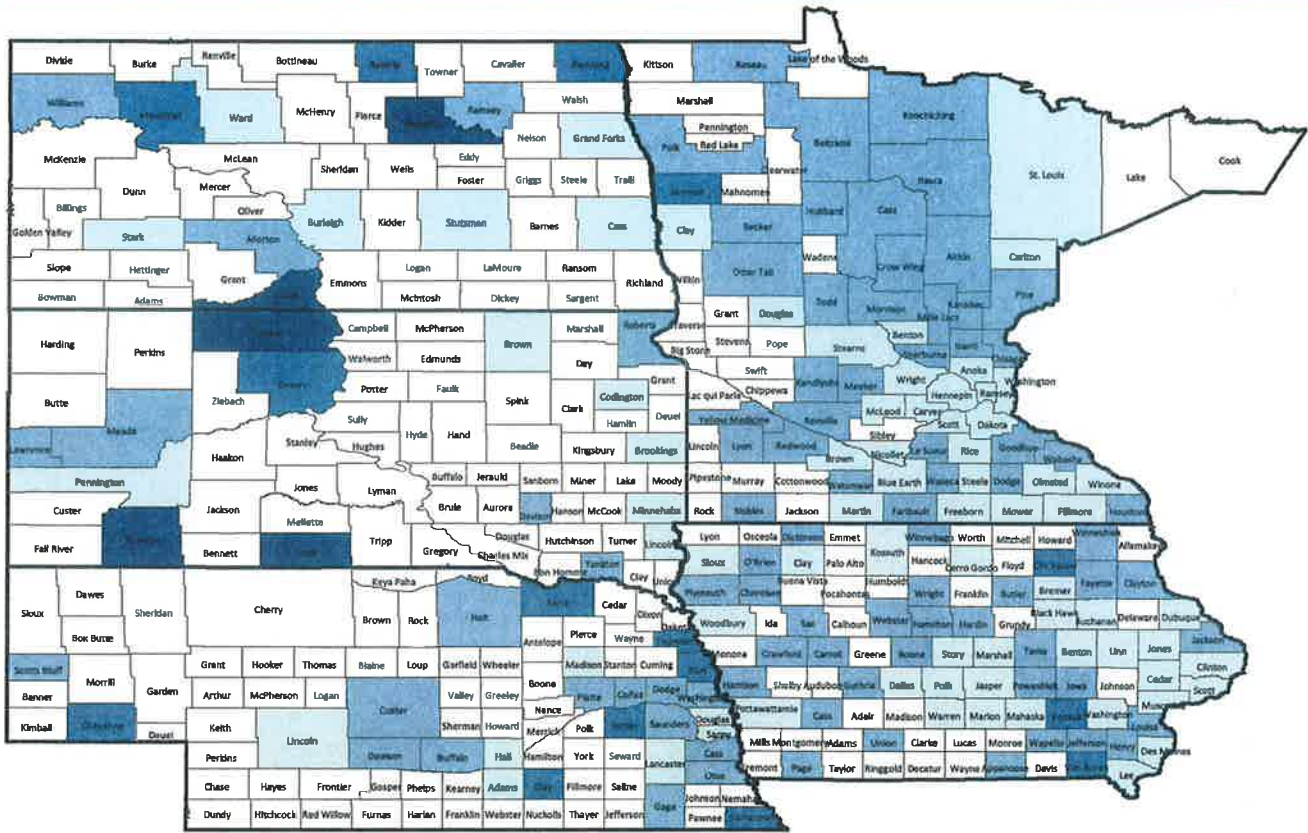 Divide Burke Renville Bottineau Rolette Towner Cavalier Pembina
Williams Mountrail Ward McHenry Pierce Ramsey Walsh
Nelson Grand Forks
McKenzie McLean Sheridan Wells Eddy
Dunn Mercer Foster Griggs Steele Traill
Billings Oliver
Golden Valley Stark Morton Burleigh Kidder Stutsman Barnes Cass
Slope Hettinger Grant Emmons Logan LaMoure Ransom Richland
Bowman Adams McIntosh Dickey Sargent
Harding Perkins Campbell McPherson Brown Marshall Roberts
Walworth Edmunds Day
Butte Ziebach Dewey Potter Faulk Spink Clark Codington Grant
Meade Sully Hyde Hand Hamlin Deuel
Lawrence Haakon Stanley Hughes Beadle Kingsbury Brookings
Pennington Jones Lyman Buffalo Jerauld Sanborn Miner Lake Moody
Custer Jackson Mellette Brule Aurora Davison Hanson McCook Minnehaha
Fall River Bennett Todd Tripp Gregory Douglas Hutchinson Turner Lincoln
Charles Mix Bon Homme Yankton Clay Union
Kittson Roseau Lake of the Woods
Marshall Koochiching
Pennington Beltrami
Polk Red Lake Clearwater Itasca St. Louis Lake Cook
Norman Mahnomen Hubbard Cass
Clay Becker
Wilkin Otter Tail Wadena Crow Wing Aitkin Carlton
Todd Morrison Mille Lacs Kanabec Pine
Traverse Grant Douglas Benton
Big Stone Stevens Pope Stearns Sherburne Isanti Chisago
Swift Kandiyohi Meeker Wright Anoka Washington
Lac qui Parle Chippewa Hennepin Ramsey
Yellow Medicine Renville McLeod Carver Scott Dakota
Lincoln Lyon Redwood Sibley Nicollet Le Sueur Rice Goodhue Wabasha
Pipestone Murray Cottonwood Brown Watonwan Blue Earth Waseca Steele Dodge Olmsted Winona
Rock Nobles Jackson Martin Faribault Freeborn Mower Fillmore Houston
Sioux Dawes Sheridan Cherry Keya Paha Boyd
Box Butte Brown Rock Holt Knox Cedar Dixon
Scotts Bluff Morrill Grant Hooker Thomas Blaine Loup Garfield Wheeler Antelope Pierce Wayne Dakota Thurston
Banner Garden Arthur McPherson Logan Custer Valley Greeley Boone Madison Stanton Cuming Burt
Kimball Cheyenne Deuel Keith Lincoln Sherman Howard Nance Platte Colfax Dodge Washington
Perkins Dawson Buffalo Hall Merrick Polk Butler Saunders Douglas Sarpy
Chase Hayes Frontier Gosper Phelps Kearney Adams Hamilton York Seward Lancaster Cass Otoe
Dundy Hitchcock Red Willow Furnas Harlan Franklin Webster Clay Nuckolls Fillmore Thayer Saline Jefferson Gage Johnson Nemaha Pawnee Richardson
Lyon Osceola Dickinson Emmet Kossuth Winnebago Worth Mitchell Howard Winneshiek Allamakee
Sioux O'Brien Clay Palo Alto Hancock Cerro Gordo Floyd Chickasaw
Plymouth Cherokee Buena Vista Pocahontas Humboldt Wright Franklin Butler Bremer Fayette Clayton
Woodbury Ida Sac Calhoun Webster Hamilton Hardin Grundy Black Hawk Buchanan Delaware Dubuque
Monona Crawford Carroll Greene Boone Story Marshall Tama Benton Linn Jones Jackson
Harrison Shelby Audubon Guthrie Dallas Polk Jasper Poweshiek Iowa Johnson Cedar Clinton
Pottawattamie Cass Adair Madison Warren Marion Mahaska Keokuk Washington Scott
Mills Montgomery Adams Union Clarke Lucas Monroe Wapello Jefferson Henry Louisa Des Moines
Fremont Page Taylor Ringgold Decatur Wayne Appanoose Davis Van Buren Lee